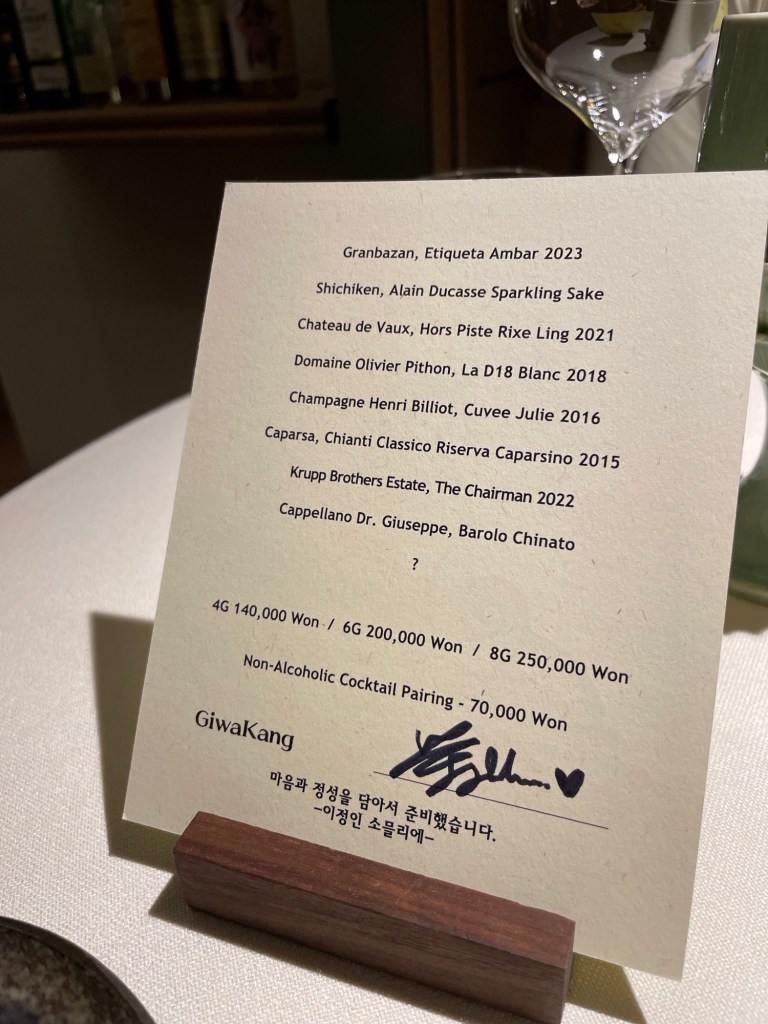 Granbazan, Etiqueta Ambar 2023
Shichiken, Alain Ducasse Sparkling Sake
Chateau de Vaux, Hors Piste Rixe Ling 2021
Domaine Olivier Pithon, La D18 Blanc 2018
Champagne Henri Billiot, Cuvee Julie 2016
Caparsa, Chianti Classico Riserva Caparsino 2015
Krupp Brothers Estate, The Chairman 2022
Cappellano Dr. Giuseppe, Barolo Chinato
?
4G 140,000 Won / 6G 200,000 Won / 8G 250,000 Won
Non-Alcoholic Cocktail Pairing - 70,000 Won
GiwaKang
마음과 정성을 담아서 준비했습니다.
-이정인 소믈리에-